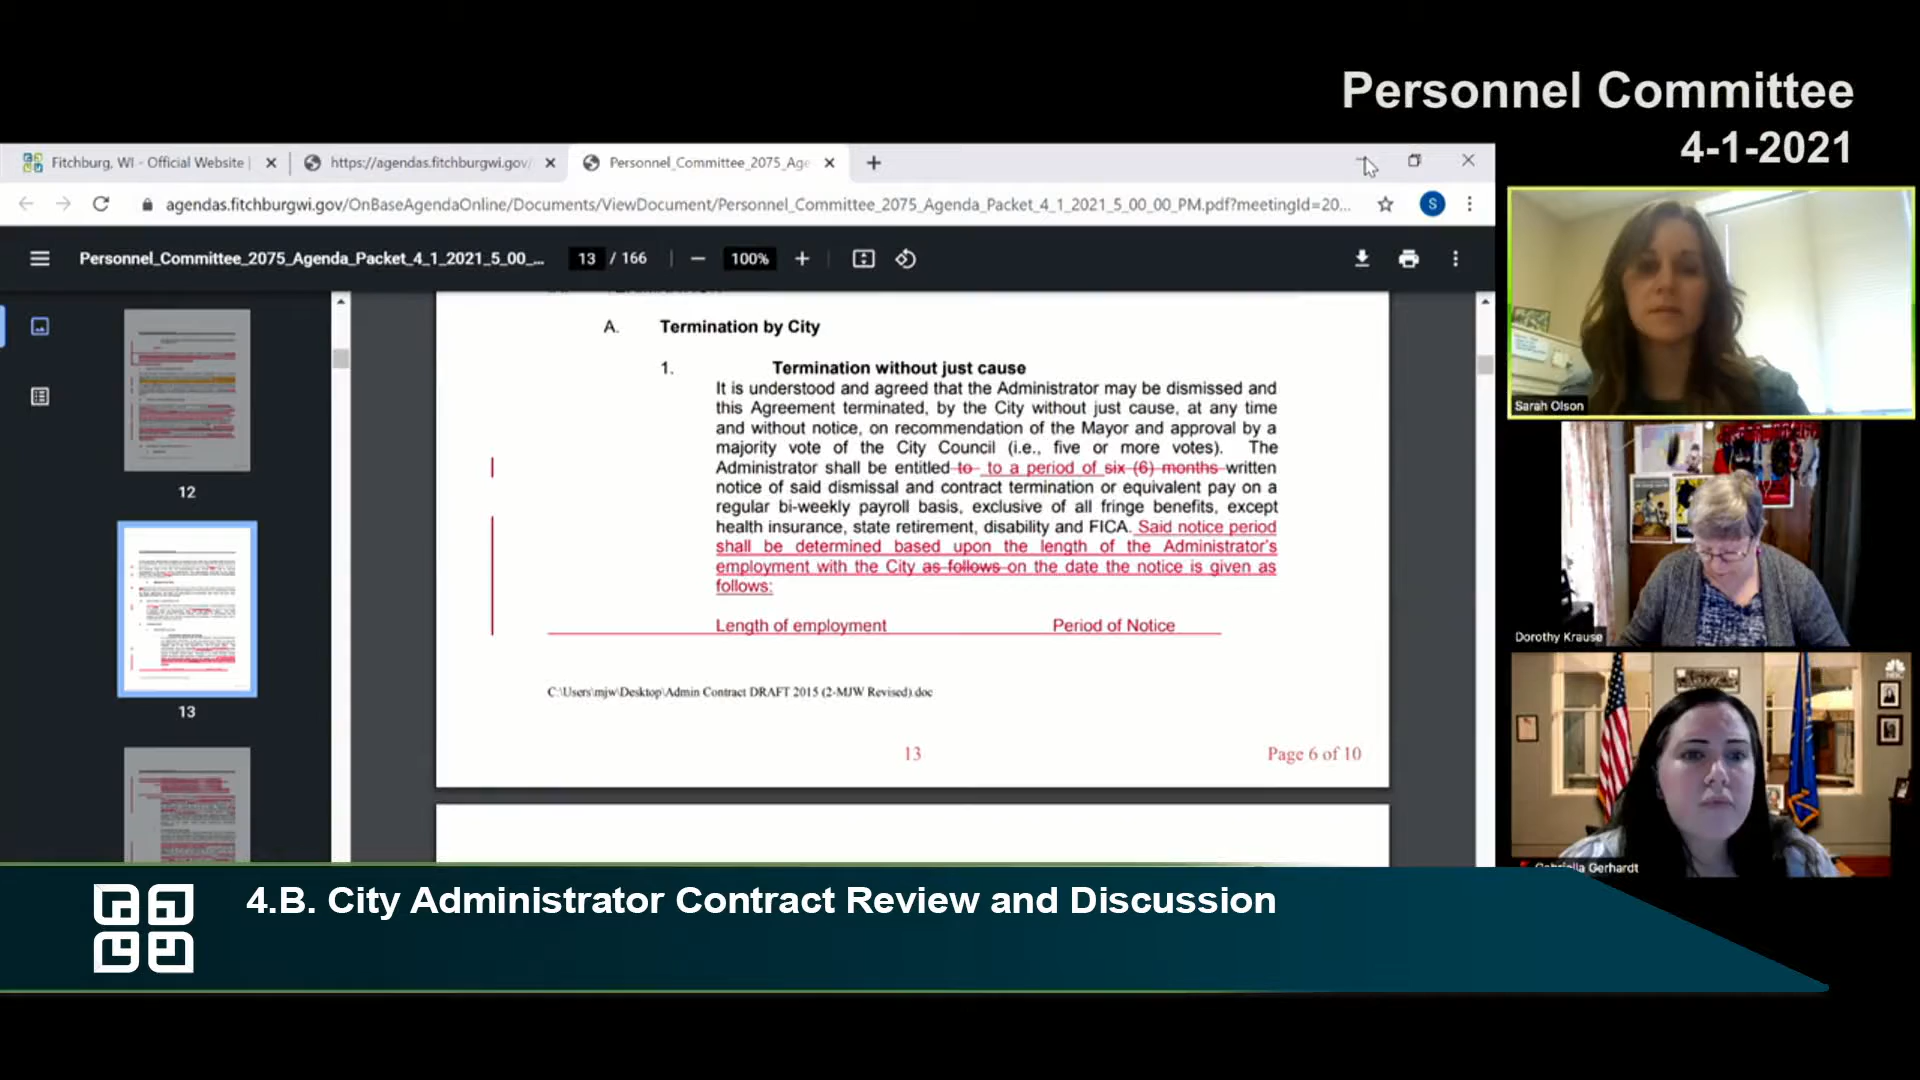 Personnel Committee
4-1-2021
Fitchburg, WI - Official Website |
https://agendas.fitchburgwi.gov/
Personnel_Committee_2075_Age
agendas.fitchburgwi.gov/OnBaseAgendaOnline/Documents/ViewDocument/Personnel_Committee_2075_Agenda_Packet_4_1_2021_5_00_00_PM.pdf?meetingId=20...
S
Personnel_Committee_2075_Agenda_Packet_4_1_2021_5_00_...
13 / 166
100%
12
13
A. Termination by City
1. Termination without just cause
It is understood and agreed that the Administrator may be dismissed and
this Agreement terminated, by the City without just cause, at any time
and without notice, on recommendation of the Mayor and approval by a
majority vote of the City Council (i.e., five or more votes). The
Administrator shall be entitled to to a period of six (6) months written
notice of said dismissal and contract termination or equivalent pay on a
regular bi-weekly payroll basis, exclusive of all fringe benefits, except
health insurance, state retirement, disability and FICA. Said notice period
shall be determined based upon the length of the Administrator's
employment with the City as follows on the date the notice is given as
follows:
Length of employment Period of Notice
C:\Users\mjw\Desktop\Admin Contract DRAFT 2015 (2-MJW Revised).doc
13 Page 6 of 10
Sarah Olson
Dorothy Krause
NBC
Gabriella Gerhardt
4.B. City Administrator Contract Review and Discussion